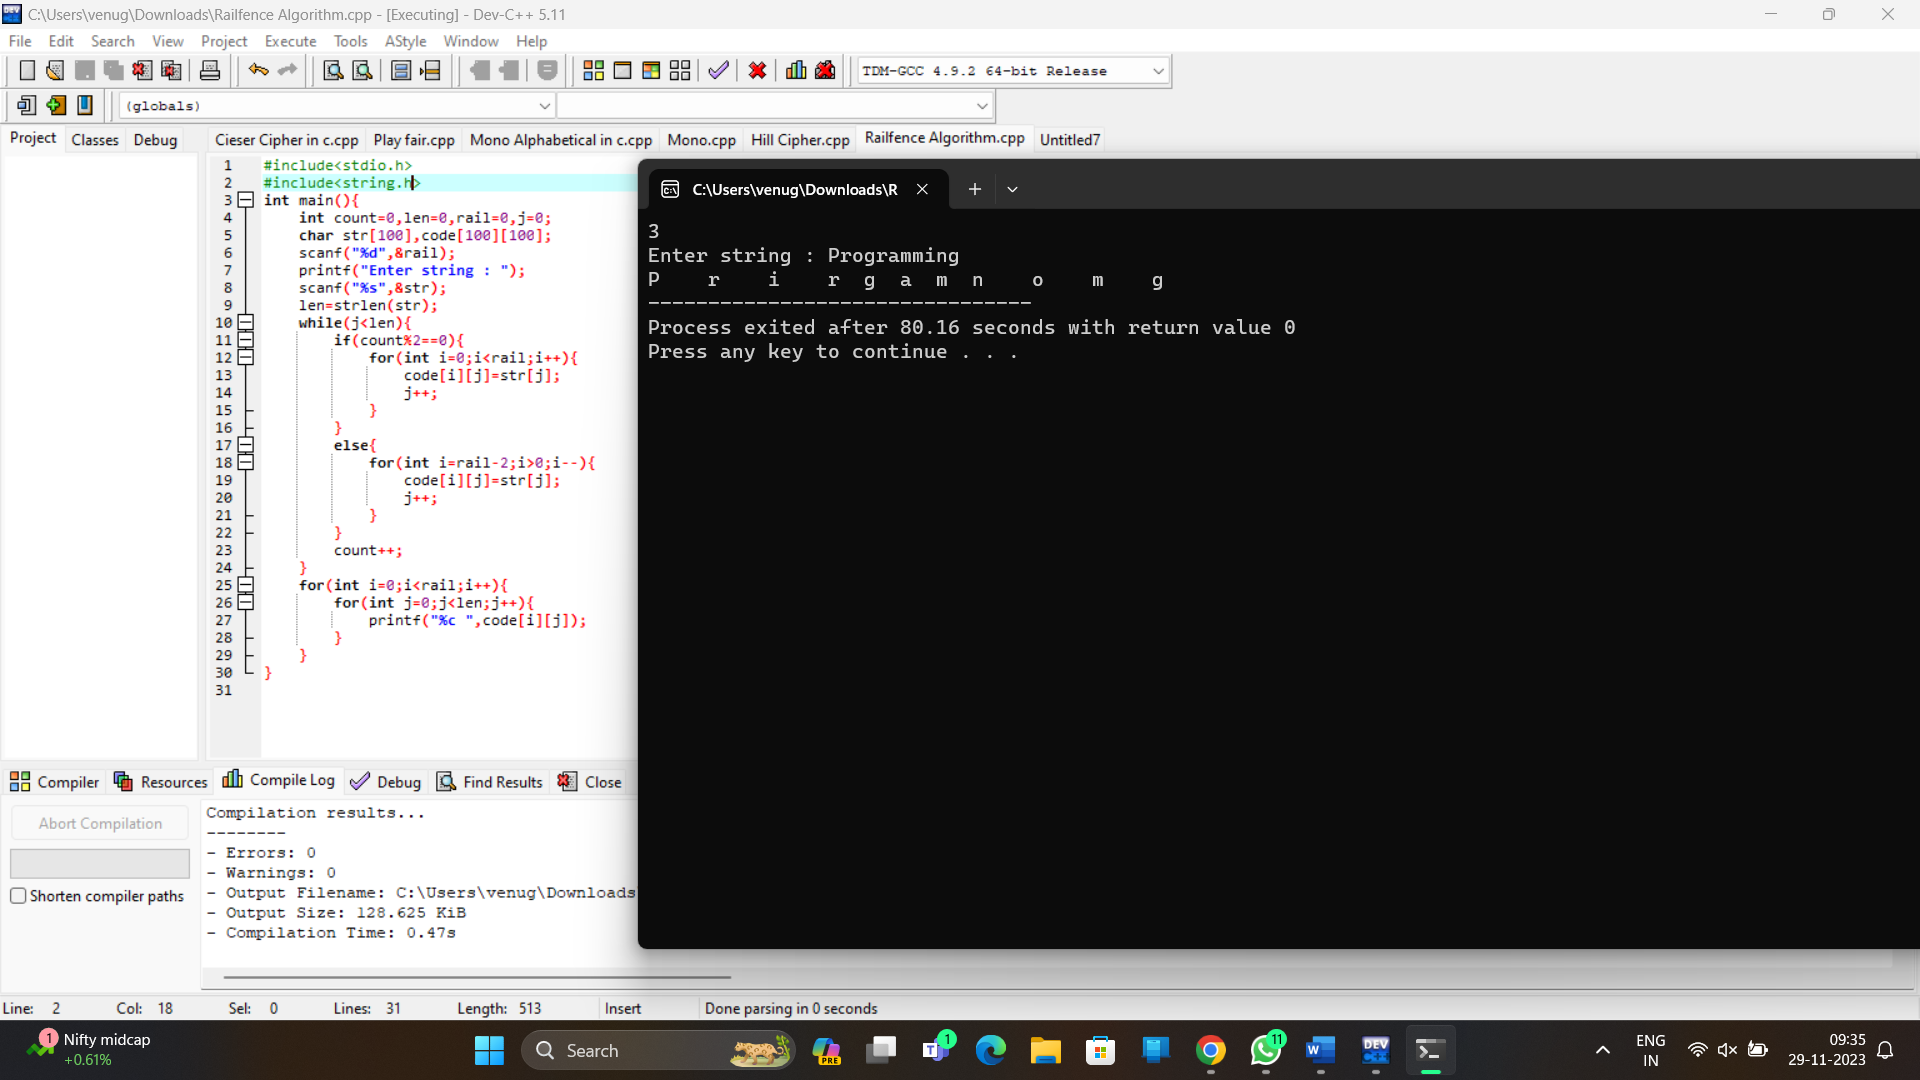 C:\Users\venug\Downloads\Railfence Algorithm.cpp - [Executing] - Dev-C++ 5.11
File Edit Search View Project Execute Tools AStyle Window Help
TDM-GCC 4.9.2 64-bit Release
(globals)
Project Classes Debug
Cieser Cipher in c.cpp Play fair.cpp Mono Alphabetical in c.cpp Mono.cpp Hill Cipher.cpp Railfence Algorithm.cpp Untitled7
1 #include<stdio.h>
2 #include<string.h>
3 int main(){
4 int count=0,len=0,rail=0,j=0;
5 char str[100],code[100][100];
6 scanf("%d",&rail);
7 printf("Enter string : ");
8 scanf("%s",&str);
9 len=strlen(str);
10 while(j<len){
11 if(count%2==0){
12 for(int i=0;i<rail;i++){
13 code[i][j]=str[j];
14 j++;
15 }
16 }
17 else{
18 for(int i=rail-2;i>0;i--){
19 code[i][j]=str[j];
20 j++;
21 }
22 }
23 count++;
24 }
25 for(int i=0;i<rail;i++){
26 for(int j=0;j<len;j++){
27 printf("%c ",code[i][j]);
28 }
29 }
30 }
31
C:\Users\venug\Downloads\R
3
Enter string : Programming
P r i r g a m n o m g
--------------------------------
Process exited after 80.16 seconds with return value 0
Press any key to continue . . .
Compiler Resources Compile Log Debug Find Results Close
Abort Compilation
Shorten compiler paths
Compilation results...
--------
- Errors: 0
- Warnings: 0
- Output Filename: C:\Users\venug\Downloads
- Output Size: 128.625 KiB
- Compilation Time: 0.47s
Line: 2 Col: 18 Sel: 0 Lines: 31 Length: 513 Insert Done parsing in 0 seconds
1
Nifty midcap
+0.61%
Search
PRE
T
1
11
W
DEV
C++
ENG
IN
09:35
29-11-2023